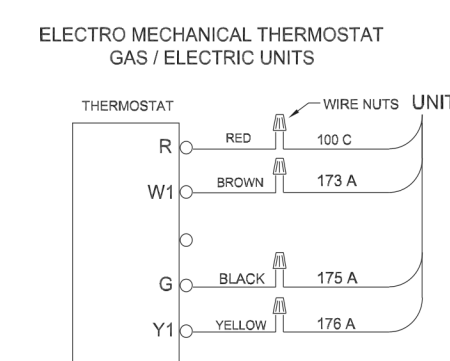 ELECTRO MECHANICAL THERMOSTAT
GAS / ELECTRIC UNITS
THERMOSTAT
WIRE NUTS
UNIT
R
RED
100 C
W1
BROWN
173 A
G
BLACK
175 A
Y1
YELLOW
176 A